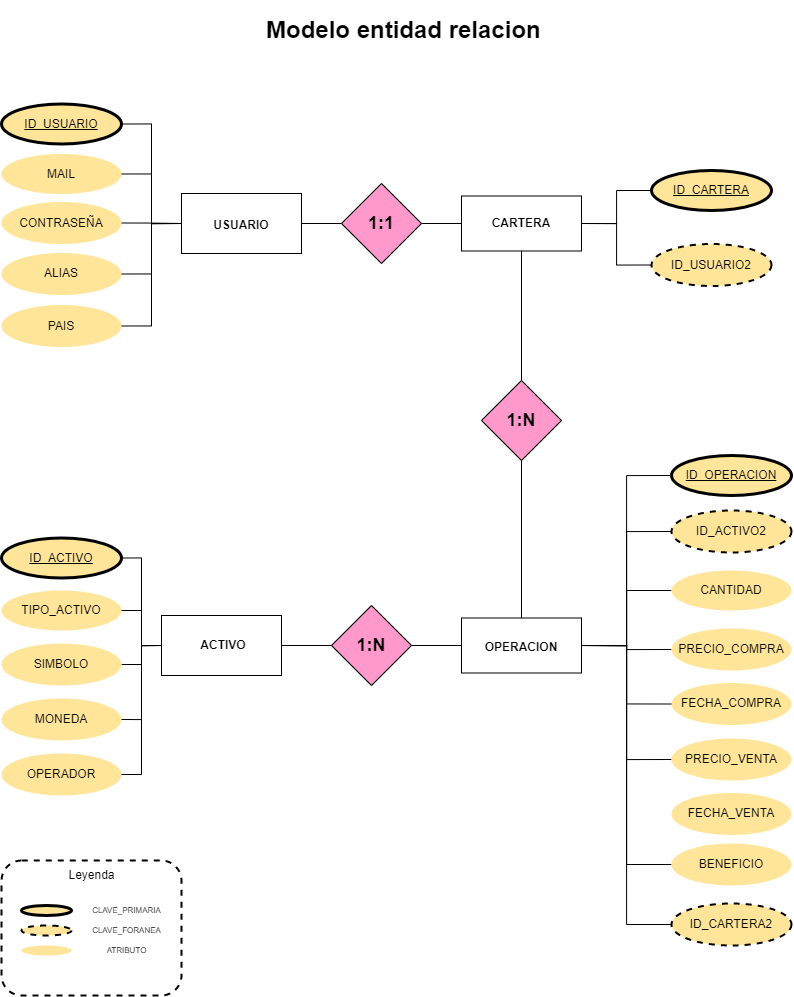 Modelo entidad relacion
ID_USUARIO
MAIL
CONTRASEÑA
ALIAS
PAIS
USUARIO
1:1
CARTERA
ID_CARTERA
ID_USUARIO2
1:N
ID_ACTIVO
TIPO_ACTIVO
SIMBOLO
MONEDA
OPERADOR
ACTIVO
1:N
OPERACION
ID_OPERACION
ID_ACTIVO2
CANTIDAD
PRECIO_COMPRA
FECHA_COMPRA
PRECIO_VENTA
FECHA_VENTA
BENEFICIO
ID_CARTERA2
Leyenda
CLAVE_PRIMARIA
CLAVE_FORANEA
ATRIBUTO